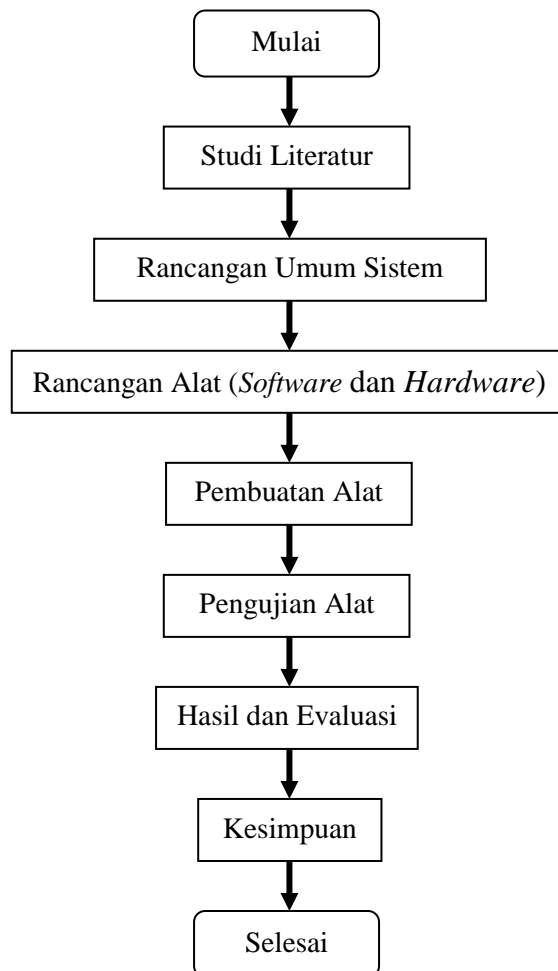 Mulai
Studi Literatur
Rancangan Umum Sistem
Rancangan Alat (Software dan Hardware)
Pembuatan Alat
Pengujian Alat
Hasil dan Evaluasi
Kesimpuan
Selesai